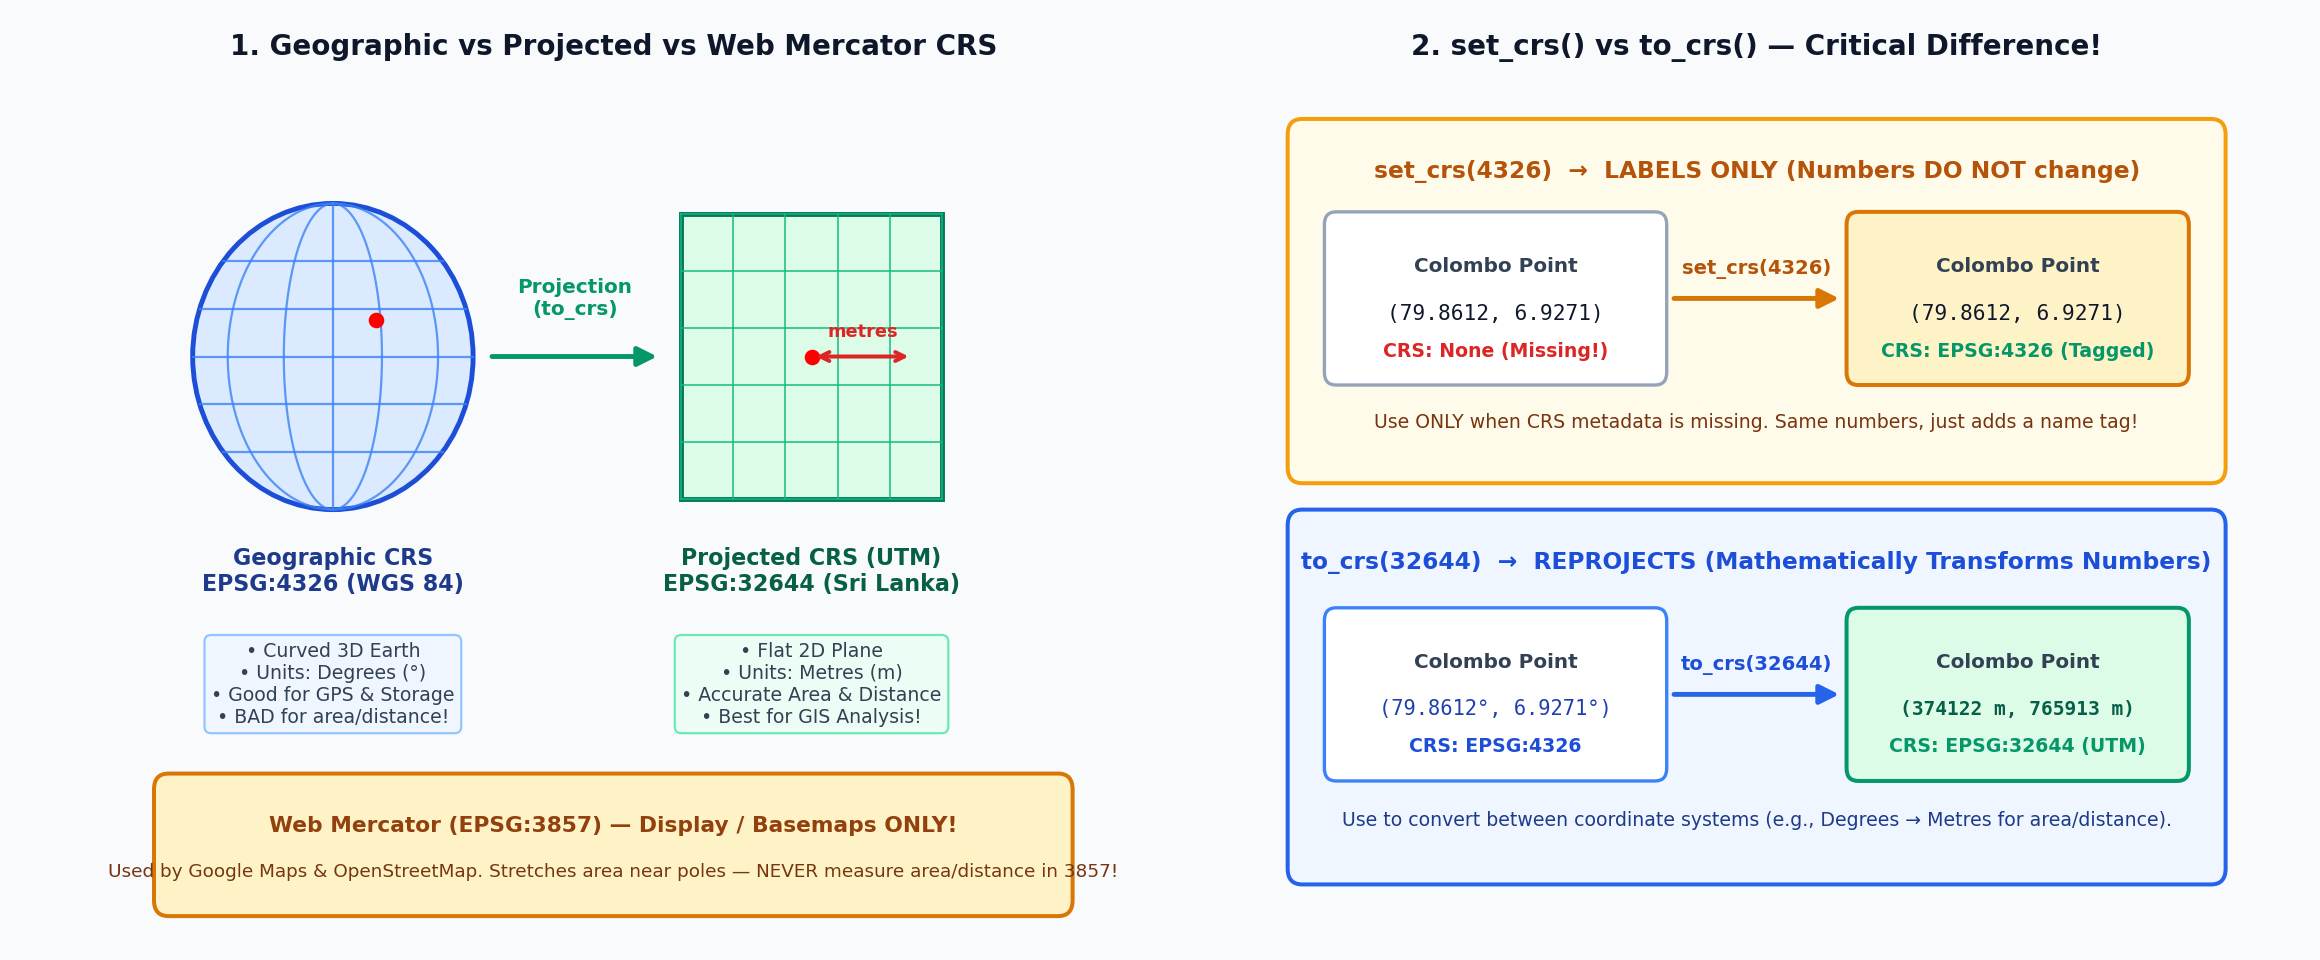 1. Geographic vs Projected vs Web Mercator CRS
Projection
(to_crs)
metres
Geographic CRS
EPSG:4326 (WGS 84)
Projected CRS (UTM)
EPSG:32644 (Sri Lanka)
• Curved 3D Earth
• Units: Degrees (°)
• Good for GPS & Storage
• BAD for area/distance!
• Flat 2D Plane
• Units: Metres (m)
• Accurate Area & Distance
• Best for GIS Analysis!
Web Mercator (EPSG:3857) — Display / Basemaps ONLY!
Used by Google Maps & OpenStreetMap. Stretches area near poles — NEVER measure area/distance in 3857!
2. set_crs() vs to_crs() — Critical Difference!
set_crs(4326) → LABELS ONLY (Numbers DO NOT change)
Colombo Point
(79.8612, 6.9271)
CRS: None (Missing!)
set_crs(4326)
Colombo Point
(79.8612, 6.9271)
CRS: EPSG:4326 (Tagged)
Use ONLY when CRS metadata is missing. Same numbers, just adds a name tag!
to_crs(32644) → REPROJECTS (Mathematically Transforms Numbers)
Colombo Point
(79.8612°, 6.9271°)
CRS: EPSG:4326
to_crs(32644)
Colombo Point
(374122 m, 765913 m)
CRS: EPSG:32644 (UTM)
Use to convert between coordinate systems (e.g., Degrees → Metres for area/distance).